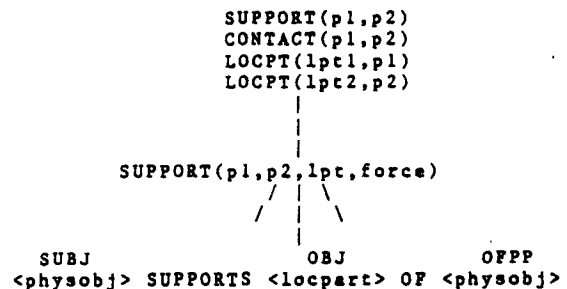 SUPPORT(p1,p2)
CONTACT(p1,p2)
LOCPT(lpt1,p1)
LOCPT(lpt2,p2)
SUPPORT(p1,p2,lpt,force)
SUBJ OBJ OFPP
<physobj> SUPPORTS <locpart> OF <physobj>